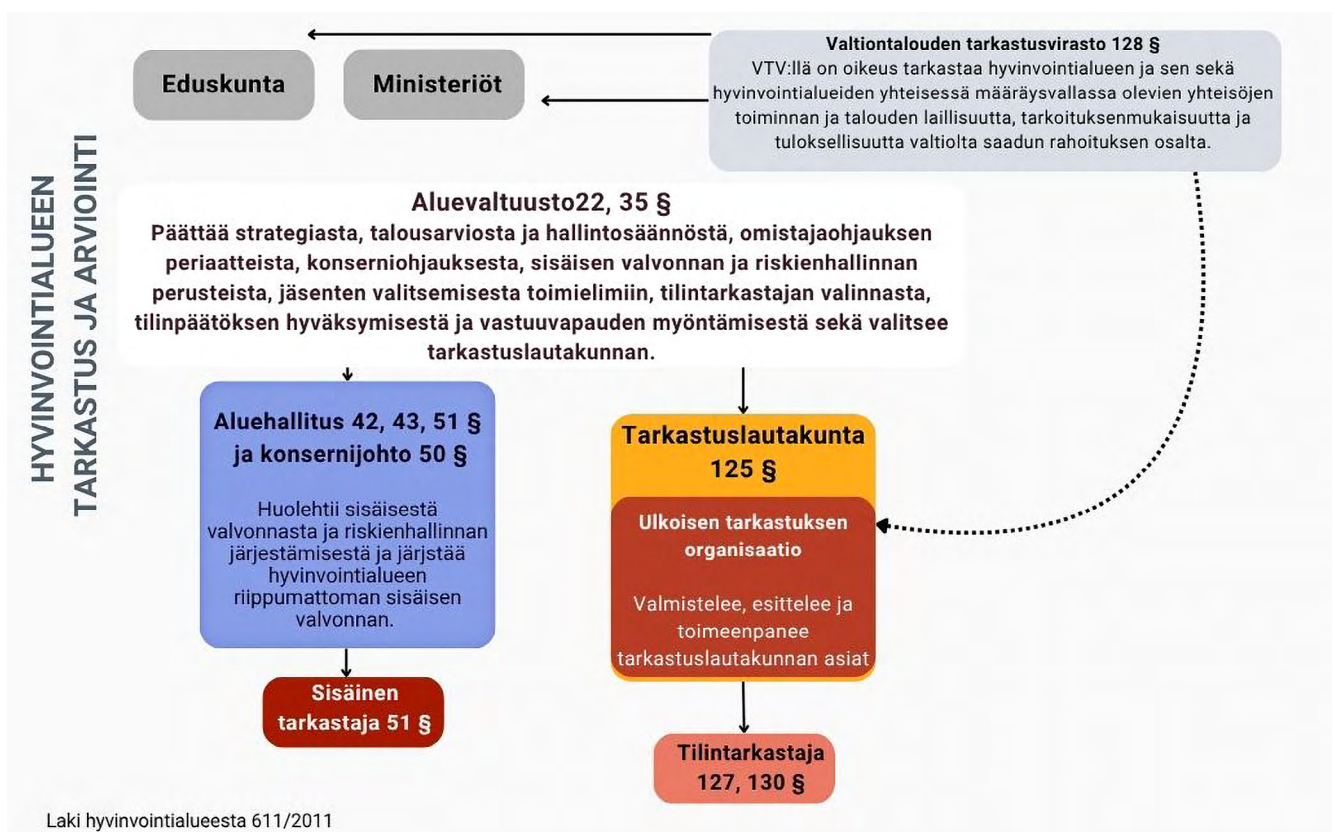 HYVINVOINTIALUEEN
TARKASTUS JA ARVIOINTI
Eduskunta
Ministeriöt
Valtiontalouden tarkastusvirasto 128 §
VTV:llä on oikeus tarkastaa hyvinvointialueen ja sen sekä
hyvinvointialueiden yhteisessä määräysvallassa olevien yhteisöjen
toiminnan ja talouden laillisuutta, tarkoituksenmukaisuutta ja
tuloksellisuutta valtiolta saadun rahoituksen osalta.
Aluevaltuusto22, 35 §
Päättää strategiasta, talousarviosta ja hallintosäännöstä, omistajaohjauksen
periaatteista, konserniohjauksesta, sisäisen valvonnan ja riskienhallinnan
perusteista, jäsenten valitsemisesta toimielimiin, tilintarkastajan valinnasta,
tilinpäätöksen hyväksymisestä ja vastuuvapauden myöntämisestä sekä valitsee
tarkastuslautakunnan.
Aluehallitus 42, 43, 51 §
ja konsernijohto 50 §
Huolehtii sisäisestä
valvonnasta ja riskienhallinnan
järjestämisestä ja järjstää
hyvinvointialueen
riippumattoman sisäisen
valvonnan.
Sisäinen
tarkastaja 51 §
Tarkastuslautakunta
125 §
Ulkoisen tarkastuksen
organisaatio
Valmistelee, esittelee ja
toimeenpanee
tarkastuslautakunnan asiat
Tilintarkastaja
127, 130 §
Laki hyvinvointialueesta 611/2011